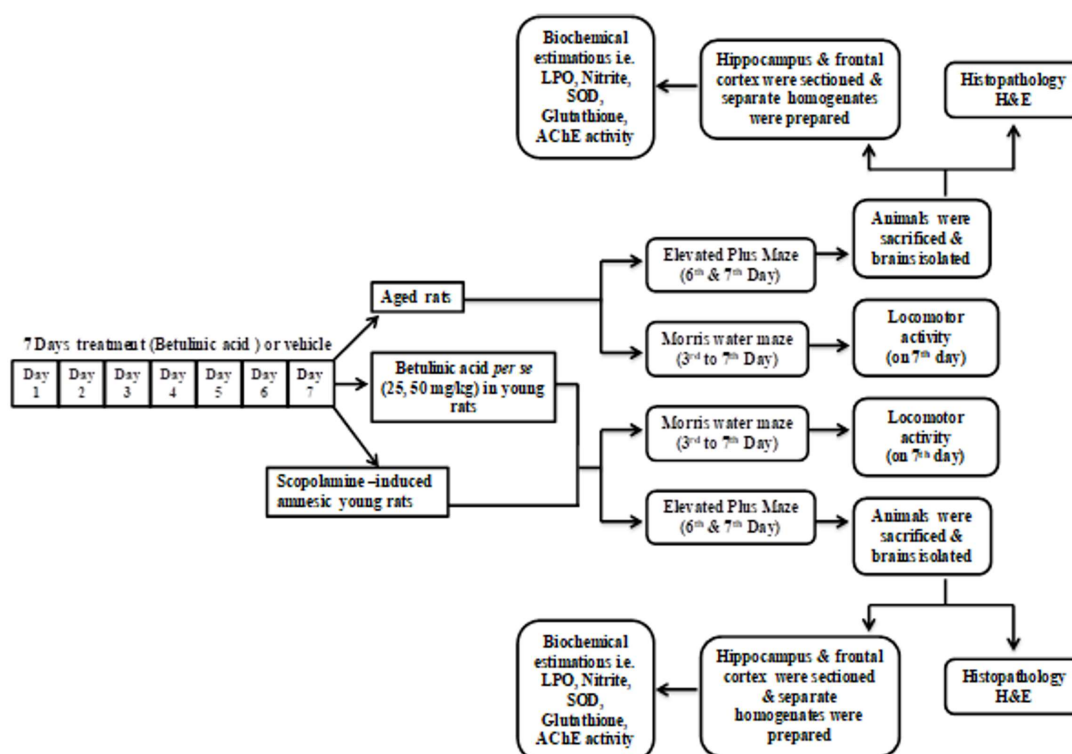 Biochemical
estimations i.e.
LPO, Nitrite,
SOD,
Glutathione,
AChE activity
Hippocampus & frontal
cortex were sectioned &
separate homogenates
were prepared
Histopathology
H&E
Animals were
sacrificed &
brains isolated
Elevated Plus Maze
(6th & 7th Day)
Aged rats
Locomotor
activity
(on 7th day)
Morris water maze
(3rd to 7th Day)
7 Days treatment (Betulinic acid ) or vehicle
Day 1 Day 2 Day 3 Day 4 Day 5 Day 6 Day 7
Betulinic acid per se
(25, 50 mg/kg) in young
rats
Morris water maze
(3rd to 7th Day)
Locomotor
activity
(on 7th day)
Scopolamine –induced
amnesic young rats
Elevated Plus Maze
(6th & 7th Day)
Animals were
sacrificed &
brains isolated
Biochemical
estimations i.e.
LPO, Nitrite,
SOD,
Glutathione,
AChE activity
Hippocampus & frontal
cortex were sectioned
& separate
homogenates were
prepared
Histopathology
H&E